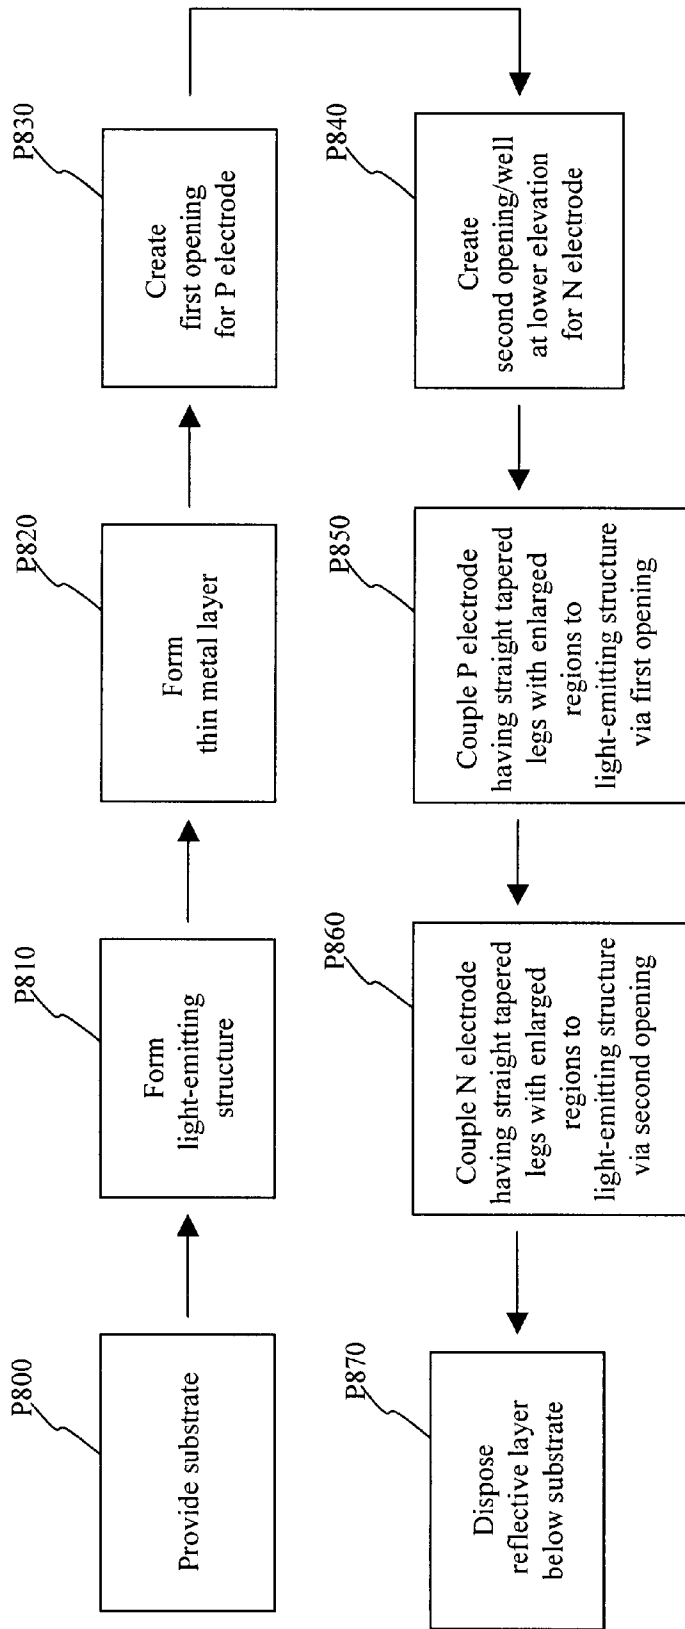 P800
Provide substrate
P810
Form
light-emitting
structure
P820
Form
thin metal layer
P830
Create
first opening
for P electrode
P840
Create
second opening/well
at lower elevation
for N electrode
P850
Couple P electrode
having straight tapered
legs with enlarged
regions to
light-emitting structure
via first opening
P860
Couple N electrode
having straight tapered
legs with enlarged
regions to
light-emitting structure
via second opening
P870
Dispose
reflective layer
below substrate